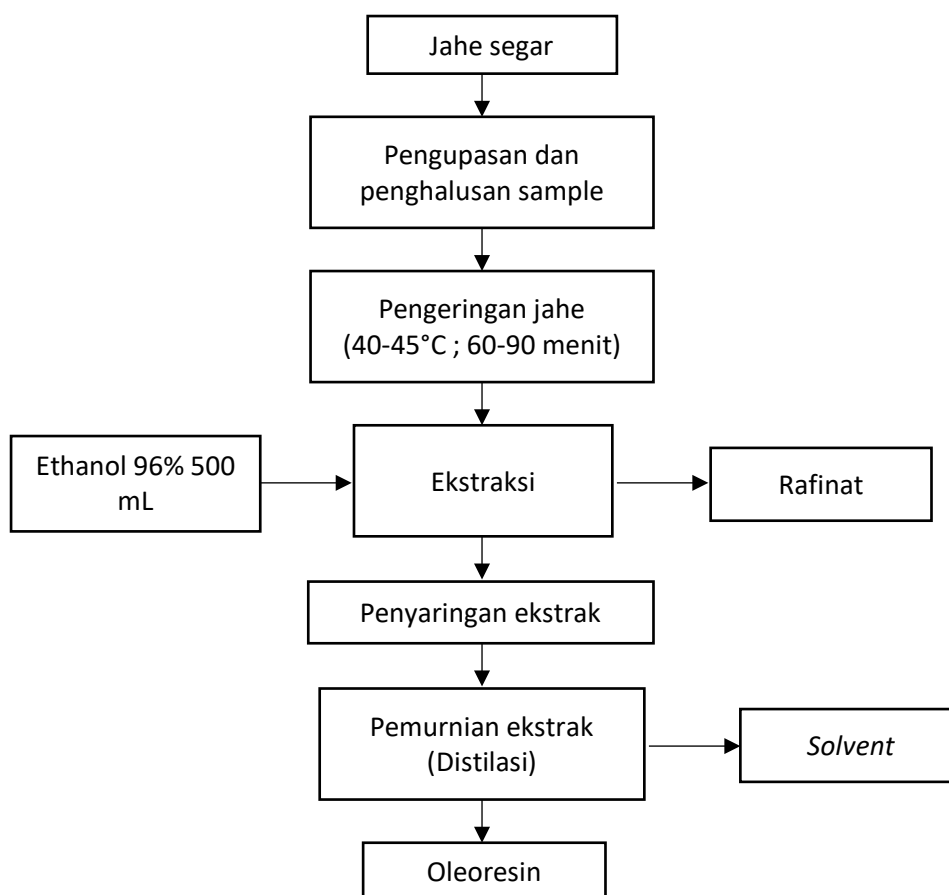 Jahe segar
Pengupasan dan
penghalusan sample
Pengeringan jahe
(40-45°C ; 60-90 menit)
Ethanol 96% 500
mL
Ekstraksi
Rafinat
Penyaringan ekstrak
Pemurnian ekstrak
(Distilasi)
Solvent
Oleoresin